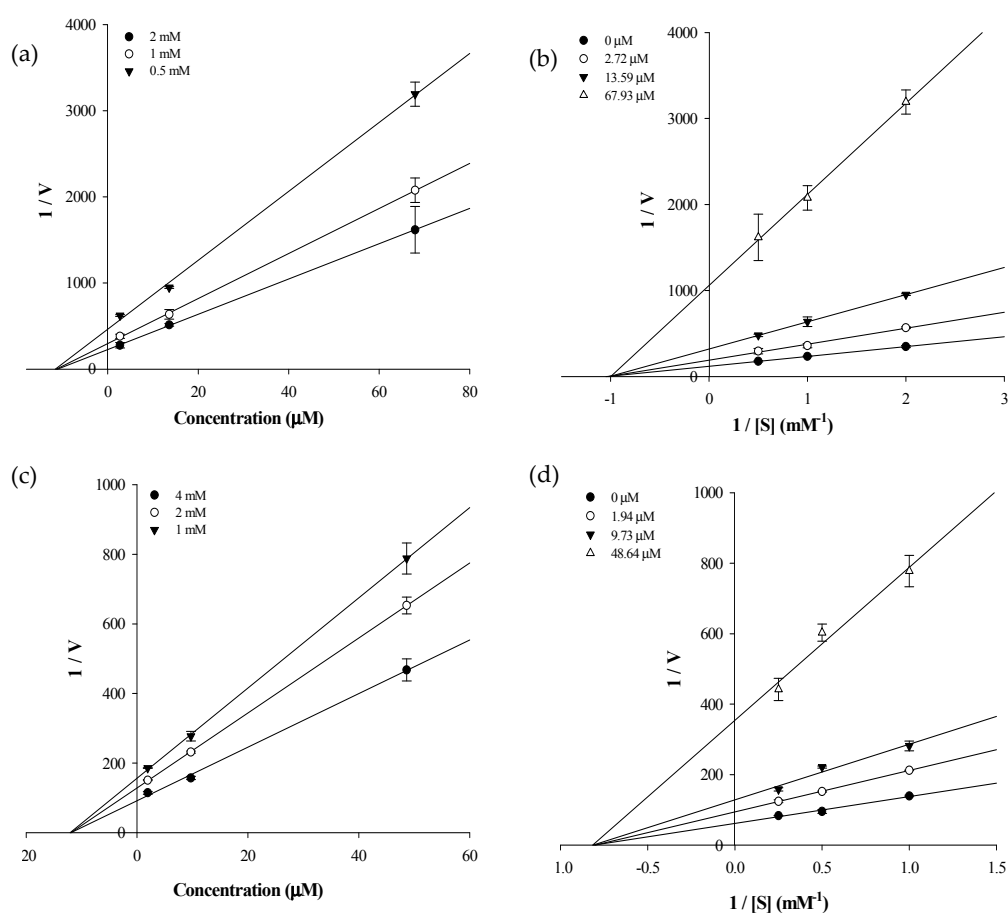 (a)
2 mM
1 mM
0.5 mM
4000
3000
2000
1000
0
1 / V
0 20 40 60 80
Concentration (μM)
(b)
0 μM
2.72 μM
13.59 μM
67.93 μM
4000
3000
2000
1000
0
1 / V
-1 0 1 2 3
1 / [S] (mM-1)
(c)
4 mM
2 mM
1 mM
1000
800
600
400
200
0
1 / V
20 0 20 40 60
Concentration (μM)
(d)
0 μM
1.94 μM
9.73 μM
48.64 μM
1000
800
600
400
200
0
1 / V
1.0 -0.5 0.0 0.5 1.0 1.5
1 / [S] (mM-1)